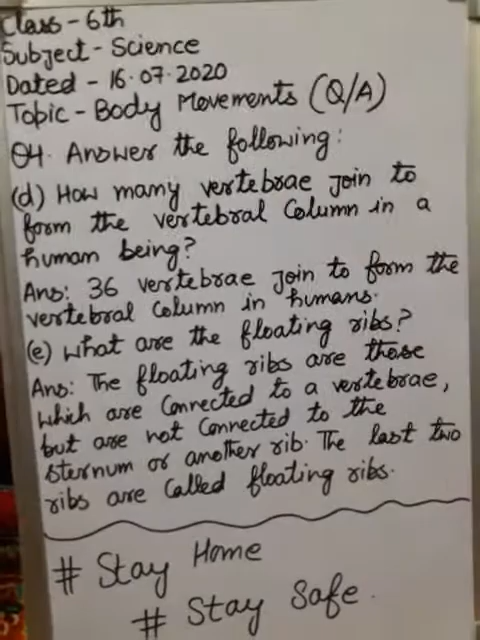 Class - 6th
Subject - Science
Dated - 16.07.2020
Topic - Body Movements (Q/A)
Q4. Answer the following:
(d) How many vertebrae join to
form the vertebral Column in a
human being?
Ans: 36 vertebrae join to form the
vertebral Column in humans.
(e) What are the floating ribs?
Ans: The floating ribs are those
which are Connected to a vertebrae,
but are not Connected to the
sternum or another rib. The last two
ribs are Called floating ribs.
# Stay Home
# Stay Safe.